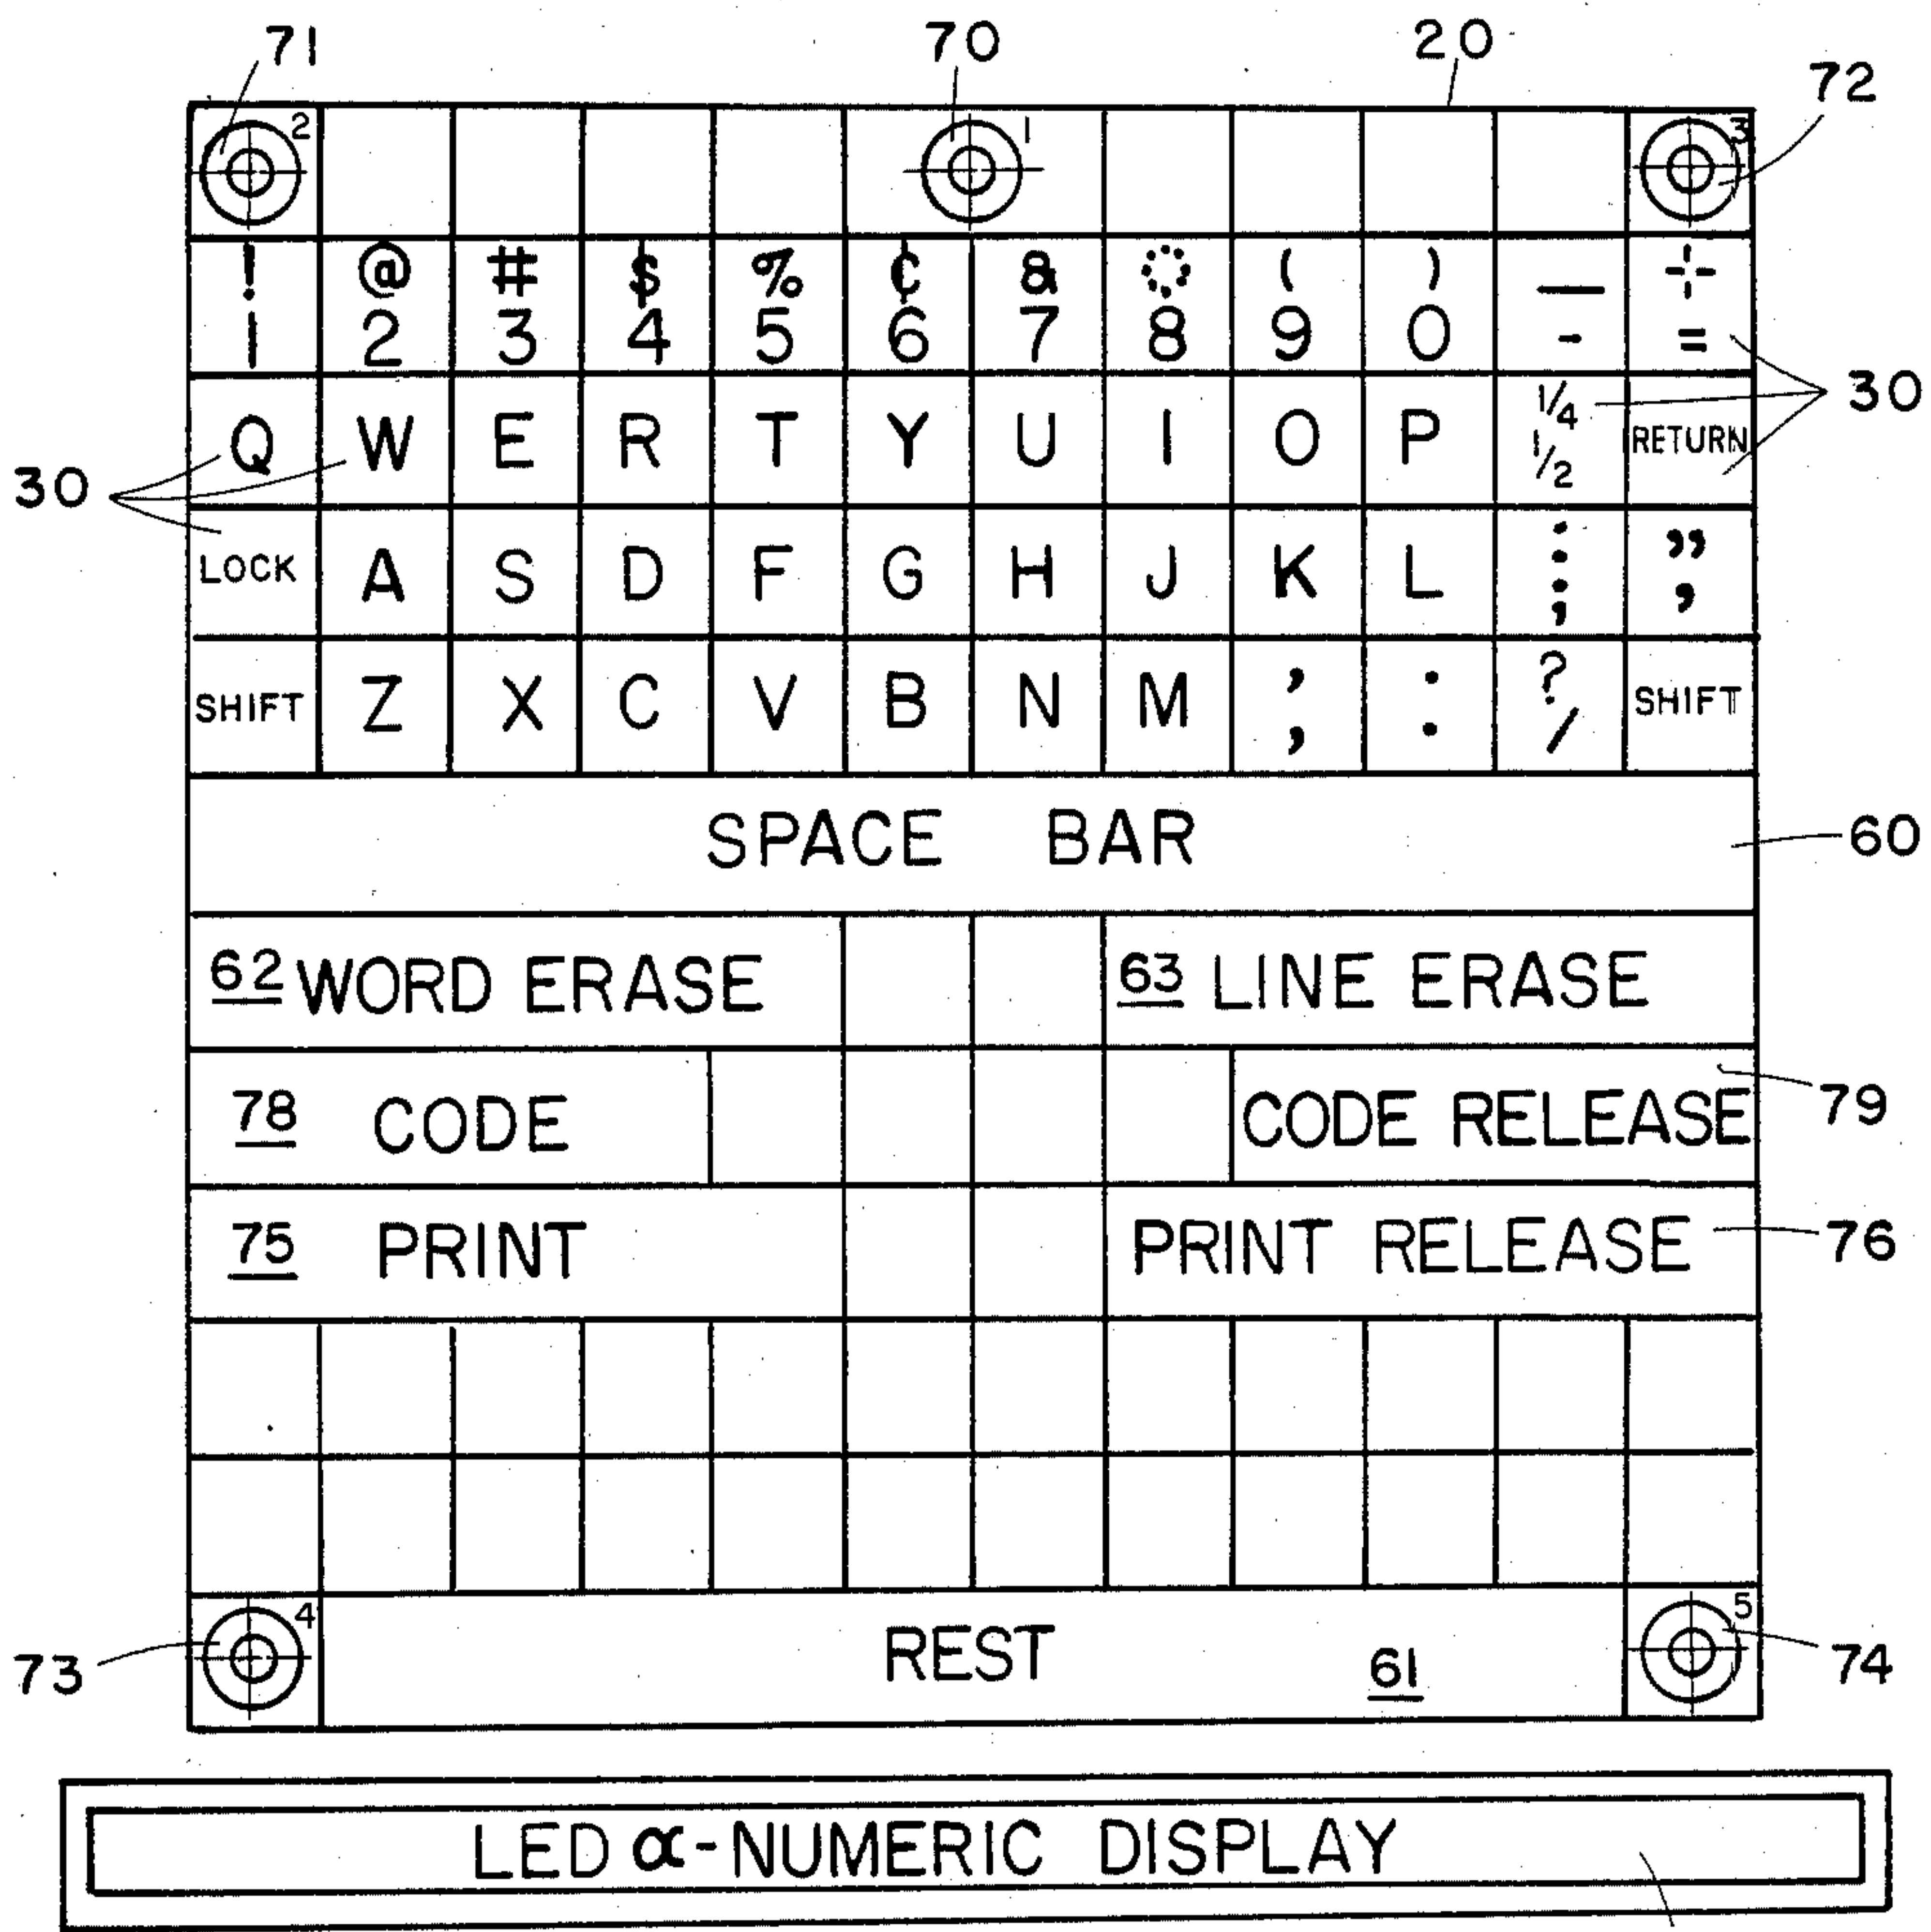 71 70 20 72
2 1 3
! @ # $ % ¢ & ( ) — ÷
1 2 3 4 5 6 7 8 9 0 - =
30
Q W E R T Y U I O P 1/4 1/2 RETURN
30
LOCK A S D F G H J K L : ; ” ’
SHIFT Z X C V B N M , , : ? / SHIFT
SPACE BAR 60
62 WORD ERASE 63 LINE ERASE
78 CODE CODE RELEASE 79
75 PRINT PRINT RELEASE 76
4 5
73 REST 61 74
LED α-NUMERIC DISPLAY